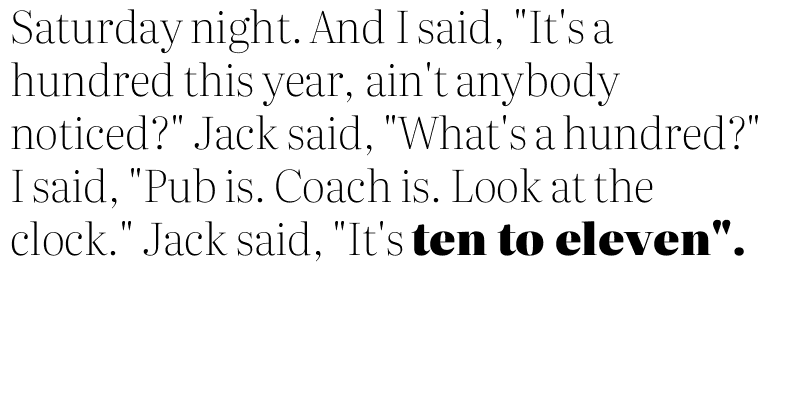 Saturday night. And I said, "It's a
hundred this year, ain't anybody
noticed?" Jack said, "What's a hundred?"
I said, "Pub is. Coach is. Look at the
clock." Jack said, "It's ten to eleven".